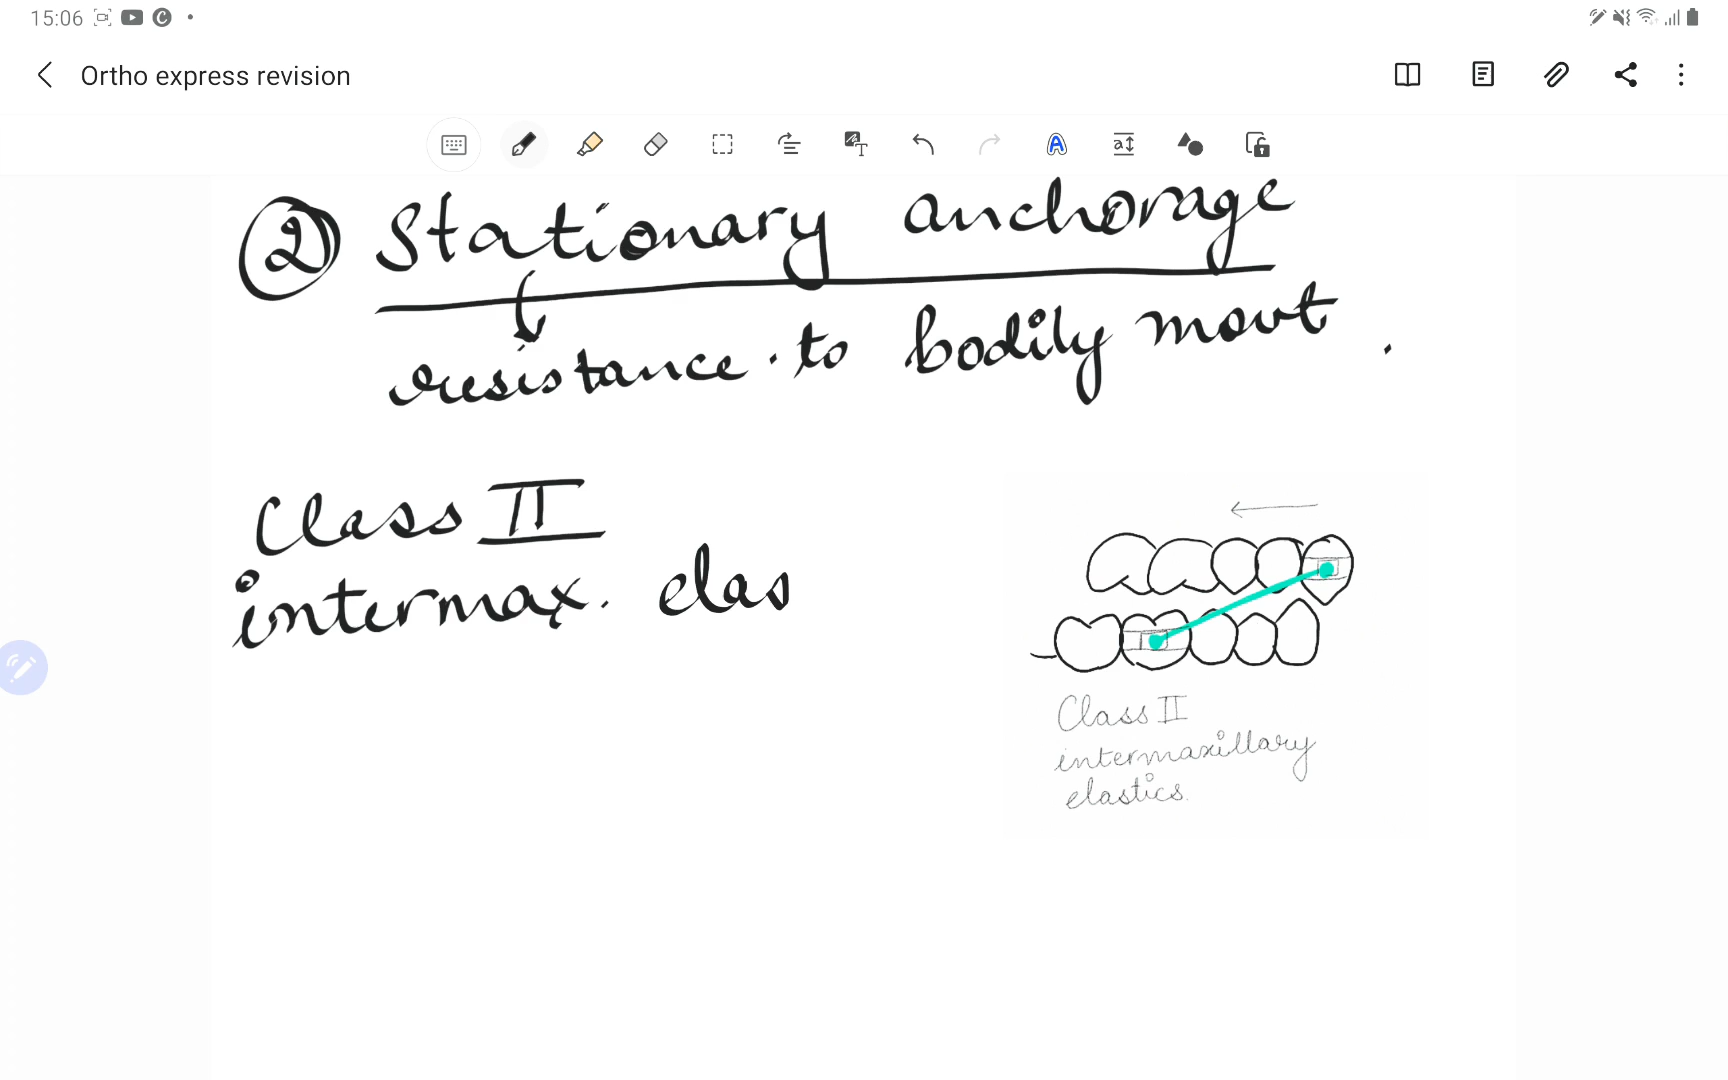 15:06
Ortho express revision
② Stationary anchorage
resistance to bodily movt.
Class II
intermax. elas
Class II
intermaxillary
elastics.